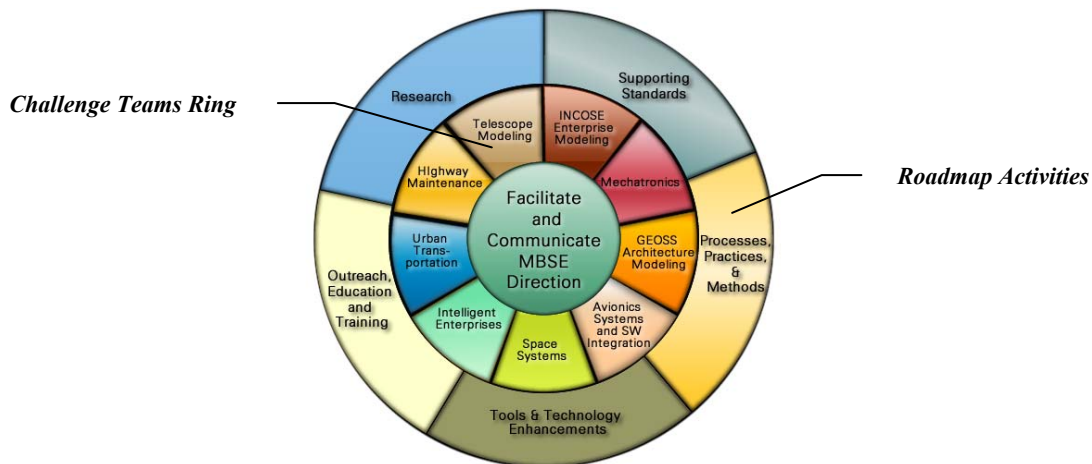 Challenge Teams Ring
Roadmap Activities
Research
Supporting
Standards
Processes,
Practices,
&
Methods
Tools & Technology
Enhancements
Outreach,
Education
and
Training
Telescope
Modeling
INCOSE
Enterprise
Modeling
Mechatronics
GEOSS
Architecture
Modeling
Avionics
Systems
and SW
Integration
Space
Systems
Intelligent
Enterprises
Urban
Trans-
portation
HIghway
Maintenance
Facilitate
and
Communicate
MBSE
Direction